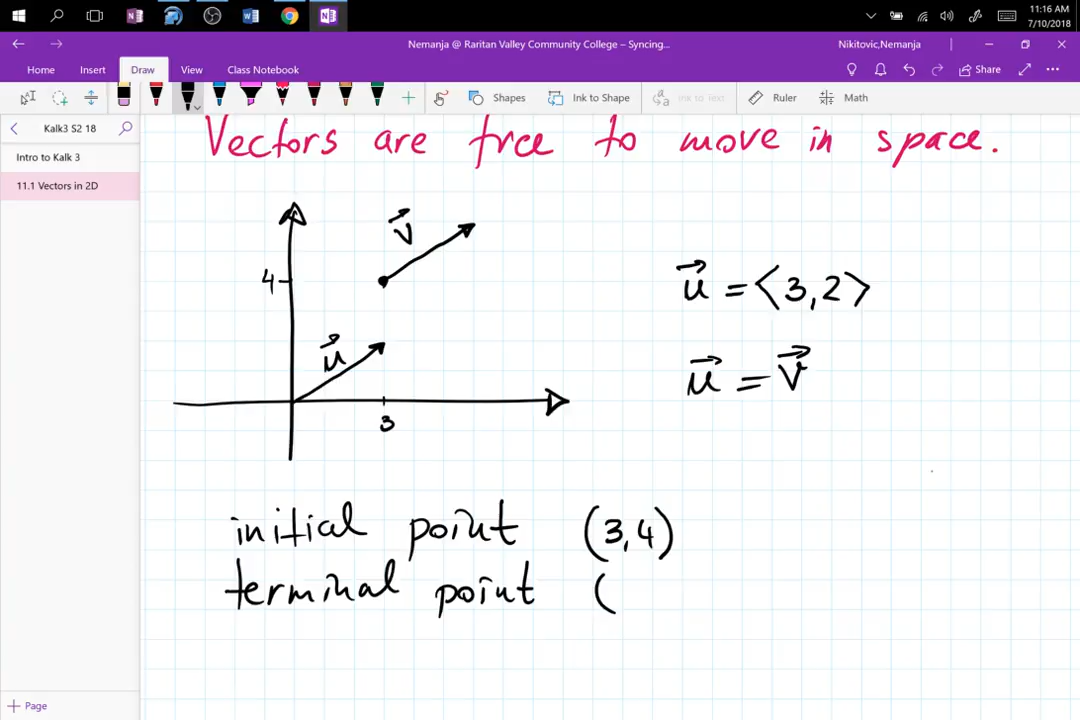 11:16 AM
7/10/2018
Nemanja @ Raritan Valley Community College – Syncing...
Nikitovic,Nemanja
Home Insert Draw View Class Notebook
Share
Shapes Ink to Shape Ink to Text Ruler Math
Kalk3 S2 18
Intro to Kalk 3
11.1 Vectors in 2D
Vectors are free to move in space.
v⃗
4
u⃗ = <3,2>
u⃗
u⃗ = v⃗
3
initial point (3,4)
terminal point (
+ Page